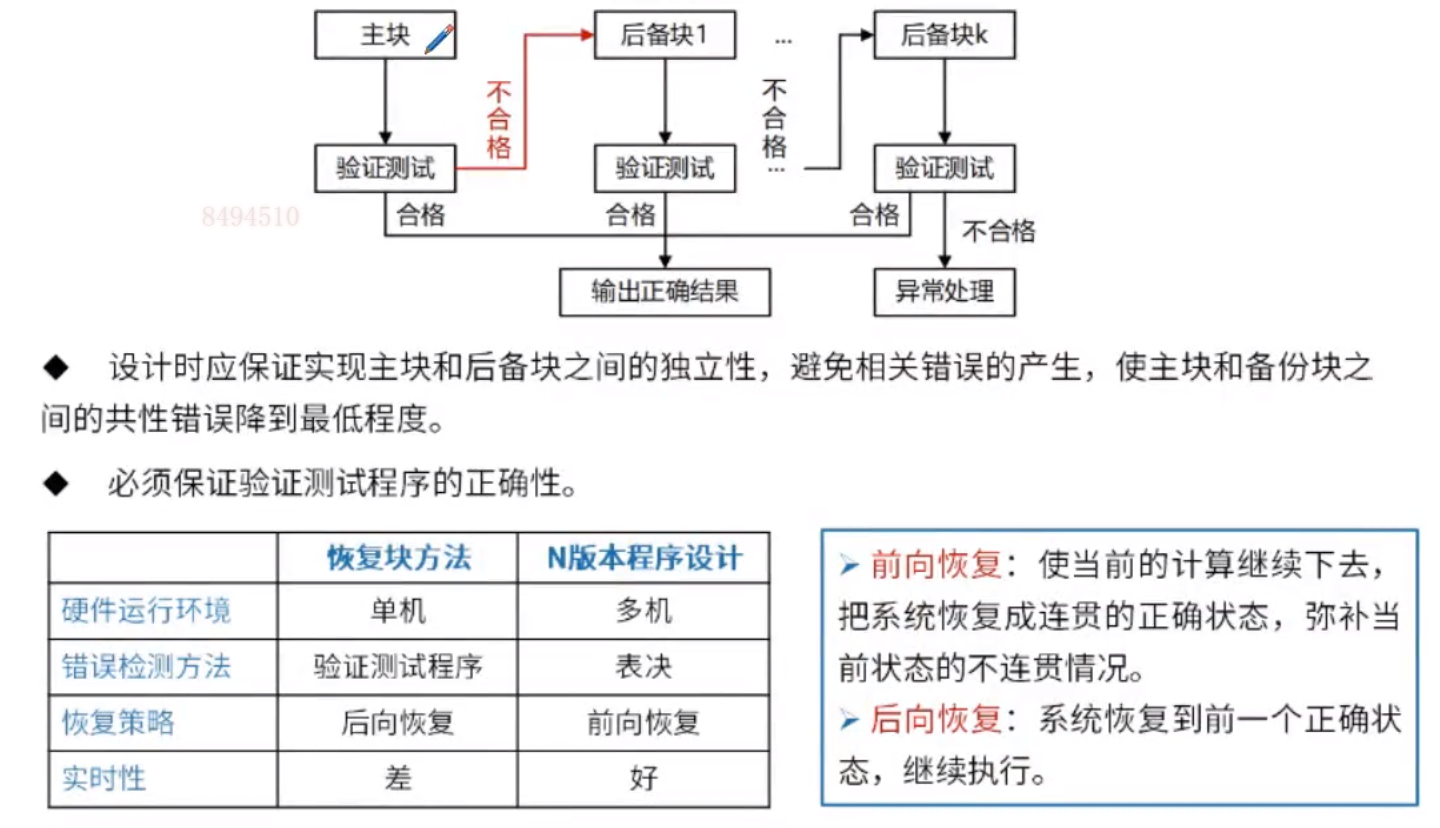 主块
后备块1
...
后备块k
不合格
不合格
验证测试
验证测试
...
验证测试
8494510
合格
合格
合格
不合格
输出正确结果
异常处理
◆ 设计时应保证实现主块和后备块之间的独立性，避免相关错误的产生，使主块和备份块之
间的共性错误降到最低程度。
◆ 必须保证验证测试程序的正确性。
恢复块方法 N版本程序设计
硬件运行环境 单机 多机
错误检测方法 验证测试程序 表决
恢复策略 后向恢复 前向恢复
实时性 差 好
➢ 前向恢复：使当前的计算继续下去，
把系统恢复成连贯的正确状态，弥补当
前状态的不连贯情况。
➢ 后向恢复：系统恢复到前一个正确状
态，继续执行。